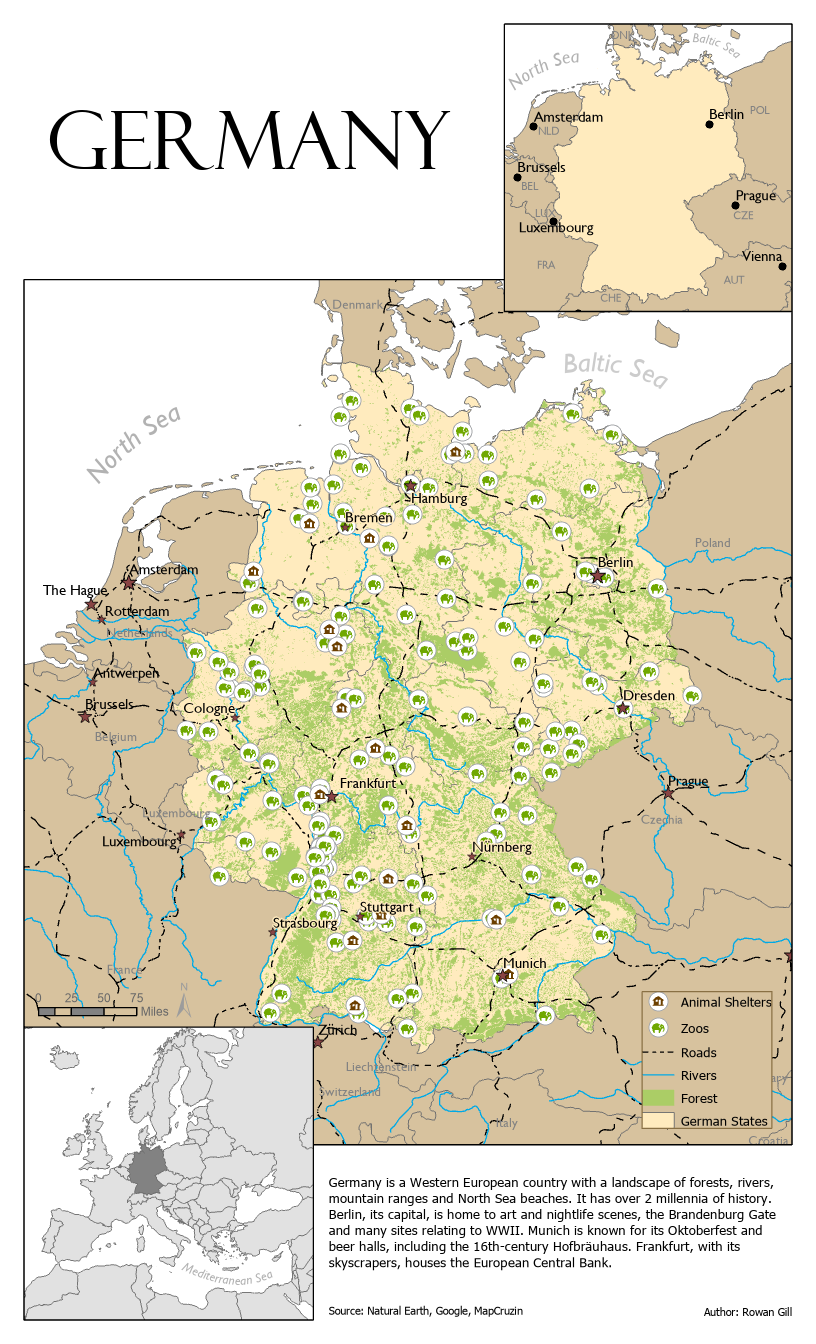 GERMANY
North Sea
DNK
Baltic Sea
POL
Amsterdam
NLD
Berlin
Brussels
BEL
Prague
CZE
LUX
Luxembourg
Vienna
FRA
AUT
CHE
Denmark
Baltic Sea
North Sea
Hamburg
Bremen
Poland
Amsterdam
Berlin
The Hague
Rotterdam
Netherlands
Antwerpen
Brussels
Cologne
Dresden
Belgium
Frankfurt
Prague
Luxembourg
Czechia
Luxembourg
Nürnberg
Stuttgart
Strasbourg
Munich
France
N
0 25 50 75
Miles
Zürich
Liechtenstein
Switzerland
Italy
Croatia
Animal Shelters
Zoos
Roads
Rivers
Forest
German States
Mediterranean Sea
Germany is a Western European country with a landscape of forests, rivers,
mountain ranges and North Sea beaches. It has over 2 millennia of history.
Berlin, its capital, is home to art and nightlife scenes, the Brandenburg Gate
and many sites relating to WWII. Munich is known for its Oktoberfest and
beer halls, including the 16th-century Hofbräuhaus. Frankfurt, with its
skyscrapers, houses the European Central Bank.
Source: Natural Earth, Google, MapCruzin
Author: Rowan Gill